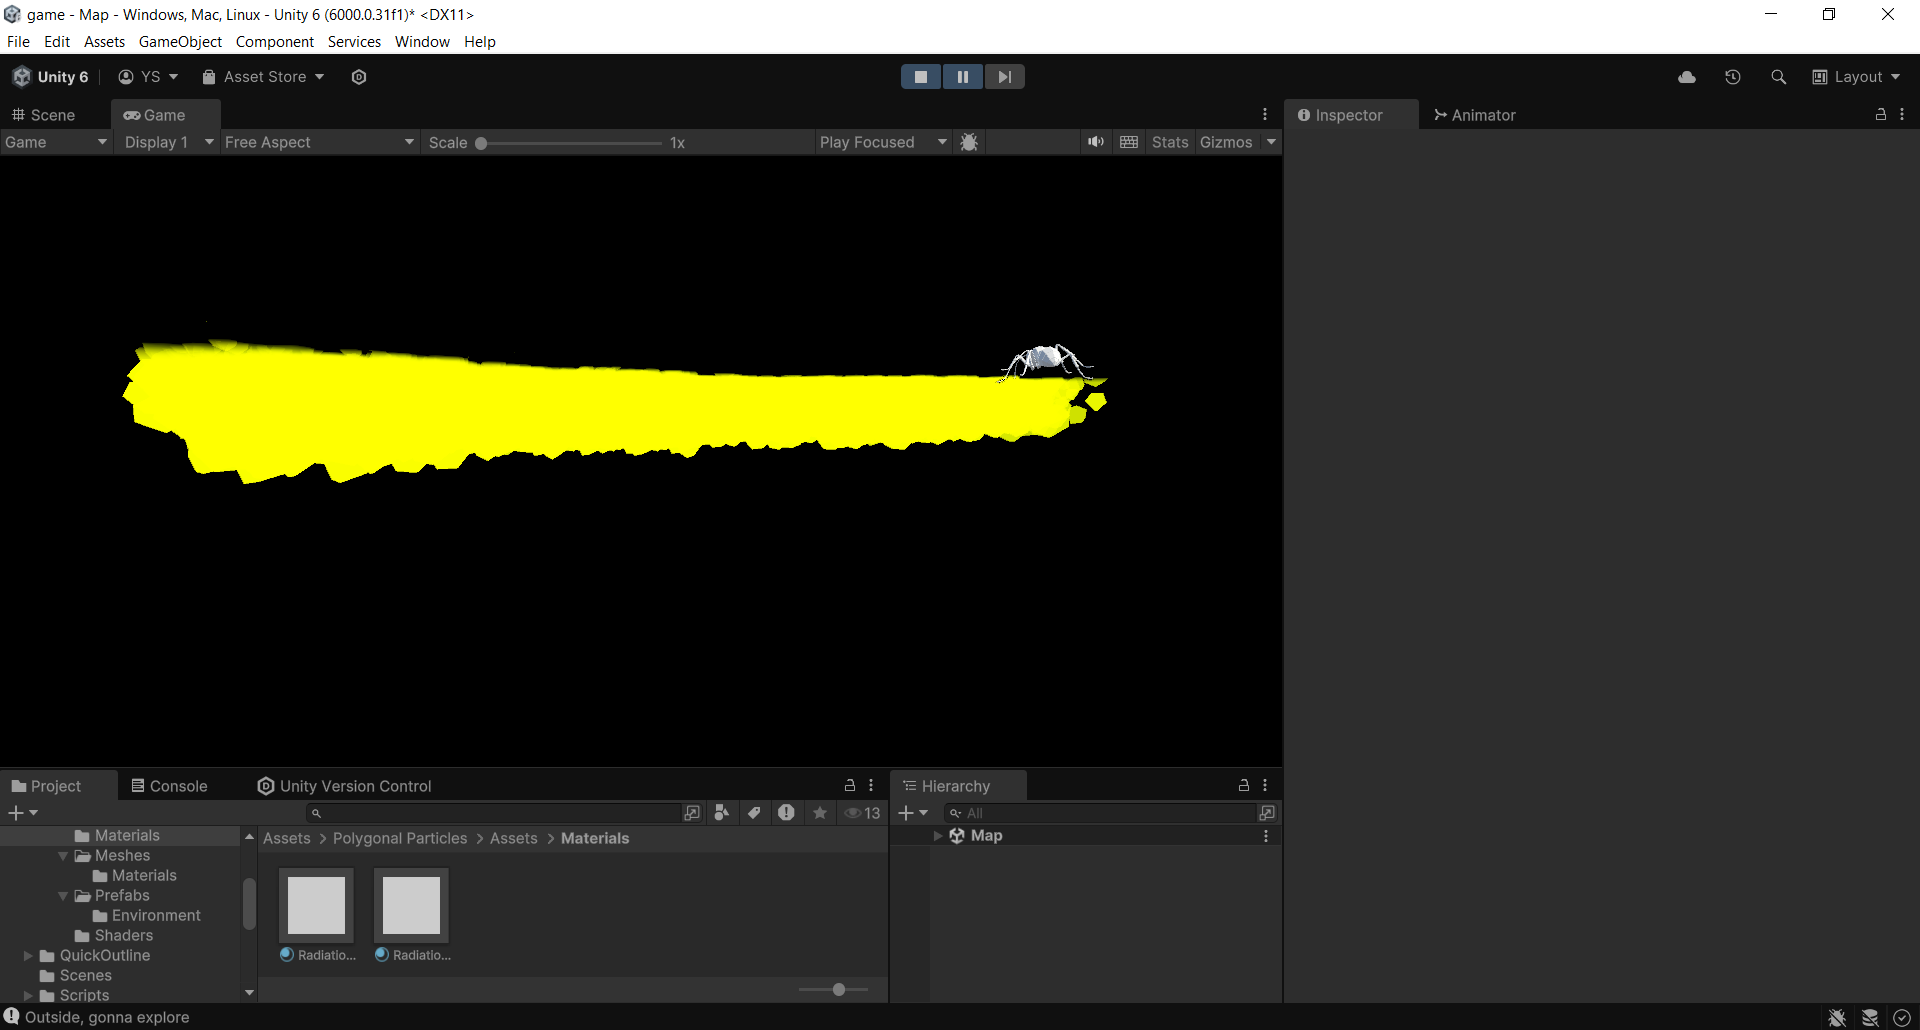 game - Map - Windows, Mac, Linux - Unity 6 (6000.0.31f1)* <DX11>
File Edit Assets GameObject Component Services Window Help
Unity 6 YS Asset Store Layout
Scene Game Inspector Animator
Game Display 1 Free Aspect Scale 1x Play Focused Stats Gizmos
Project Console Unity Version Control Hierarchy
13 All
Materials Assets > Polygonal Particles > Assets > Materials Map
Meshes
Materials
Prefabs
Environment
Shaders
QuickOutline Radiatio... Radiatio...
Scenes
Scripts
Outside, gonna explore